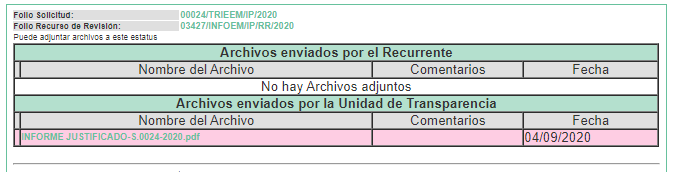 Folio Solicitud: 00024/TRIEEM/IP/2020
Folio Recurso de Revisión: 03427/INFOEM/IP/RR/2020
Puede adjuntar archivos a este estatus
Archivos enviados por el Recurrente
Nombre del Archivo Comentarios Fecha
No hay Archivos adjuntos
Archivos enviados por la Unidad de Transparencia
Nombre del Archivo Comentarios Fecha
INFORME JUSTIFICADO-S.0024-2020.pdf 04/09/2020